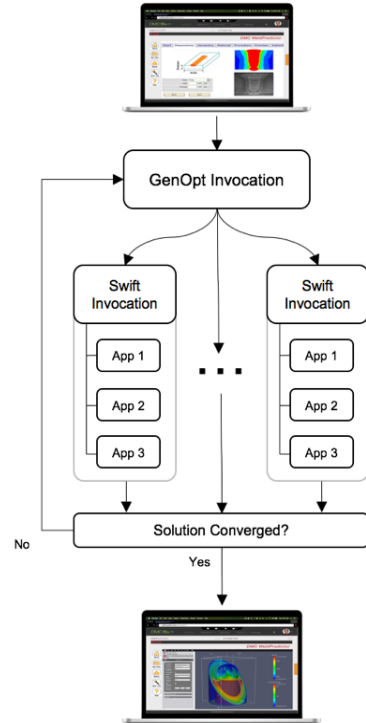 GenOpt Invocation
Swift
Invocation
App 1
App 2
App 3
. . .
Swift
Invocation
App 1
App 2
App 3
Solution Converged?
No
Yes